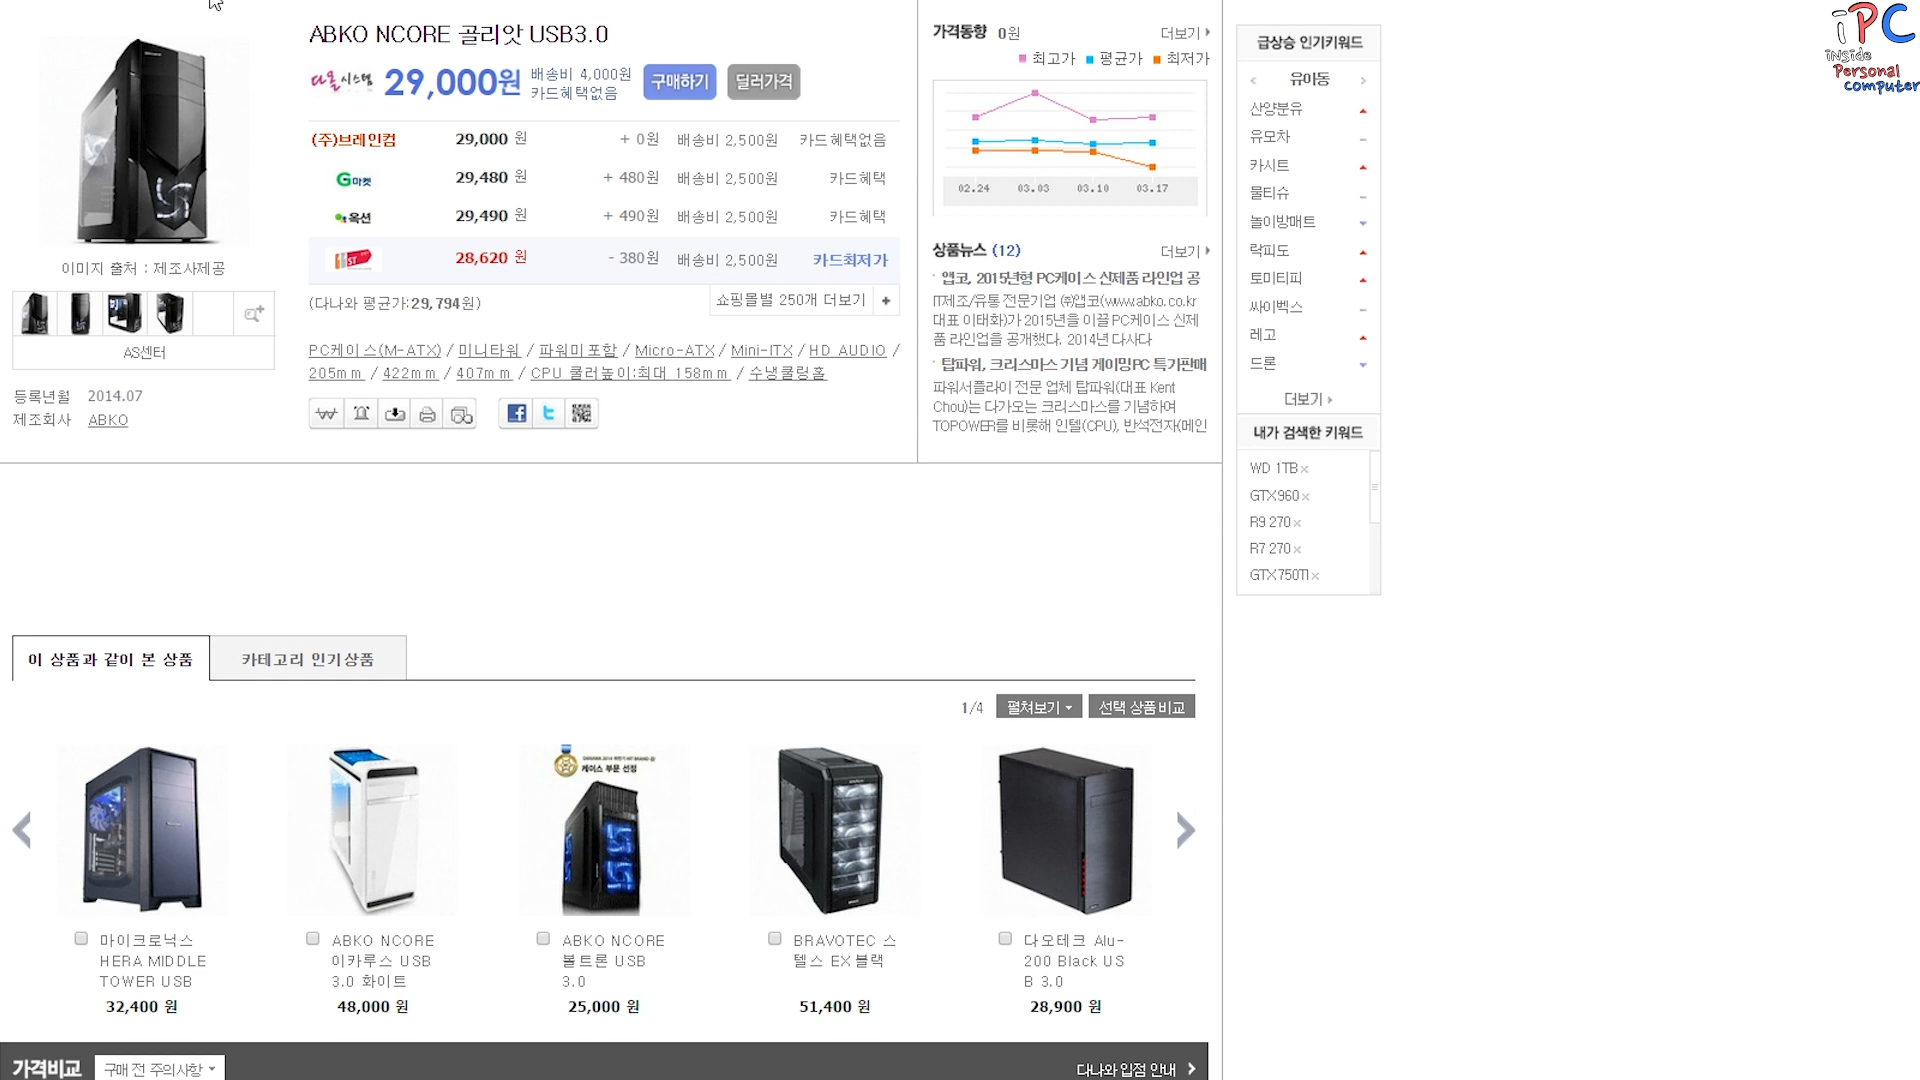 ABKO NCORE 골리앗 USB3.0
다올시스템 29,000원 배송비 4,000원 카드혜택없음 구매하기 딜러가격
(주)브레인컴 29,000 원 + 0원 배송비 2,500원 카드혜택없음
G마켓 29,480 원 + 480원 배송비 2,500원 카드혜택
옥션 29,490 원 + 490원 배송비 2,500원 카드혜택
11ST 28,620 원 - 380원 배송비 2,500원 카드최저가
(다나와 평균가:29,794원) 쇼핑몰별 250개 더보기 +
PC케이스(M-ATX) / 미니타워 / 파워미포함 / Micro-ATX / Mini-ITX / HD AUDIO /
205mm / 422mm / 407mm / CPU 쿨러높이:최대 158mm / 수냉쿨링홀
이미지 출처 : 제조사제공
AS센터
등록년월 2014.07
제조회사 ABKO
가격동향 0원 더보기
최고가 평균가 최저가
02.24 03.03 03.10 03.17
상품뉴스 (12) 더보기
앱코, 2015년형 PC케이스 신제품 라인업 공
IT제조/유통 전문기업 ㈜앱코(www.abko.co.kr
대표 이태화)가 2015년을 이끌 PC케이스 신제
품 라인업을 공개했다. 2014년 다사다
탑파워, 크리스마스 기념 게이밍PC 특가판매
파워서플라이 전문 업체 탑파워(대표 Kent
Chou)는 다가오는 크리스마스를 기념하여
TOPOWER를 비롯해 인텔(CPU), 반석전자(메인
급상승 인기키워드
유아동
산양분유
유모차
카시트
물티슈
놀이방매트
락피도
토미티피
싸이벡스
레고
드론
더보기
내가 검색한 키워드
WD 1TB
GTX960
R9 270
R7 270
GTX750TI
iPC
iNside
Personal
Computer
이 상품과 같이 본 상품 카테고리 인기상품
1/4 펼쳐보기 선택 상품비교
케이스 부문 선정
마이크로닉스
HERA MIDDLE
TOWER USB
32,400 원
ABKO NCORE
이카루스 USB
3.0 화이트
48,000 원
ABKO NCORE
볼트론 USB
3.0
25,000 원
BRAVOTEC 스
텔스 EX 블랙
51,400 원
다오테크 Alu-
200 Black US
B 3.0
28,900 원
가격비교 구매 전 주의사항 다나와 입점 안내